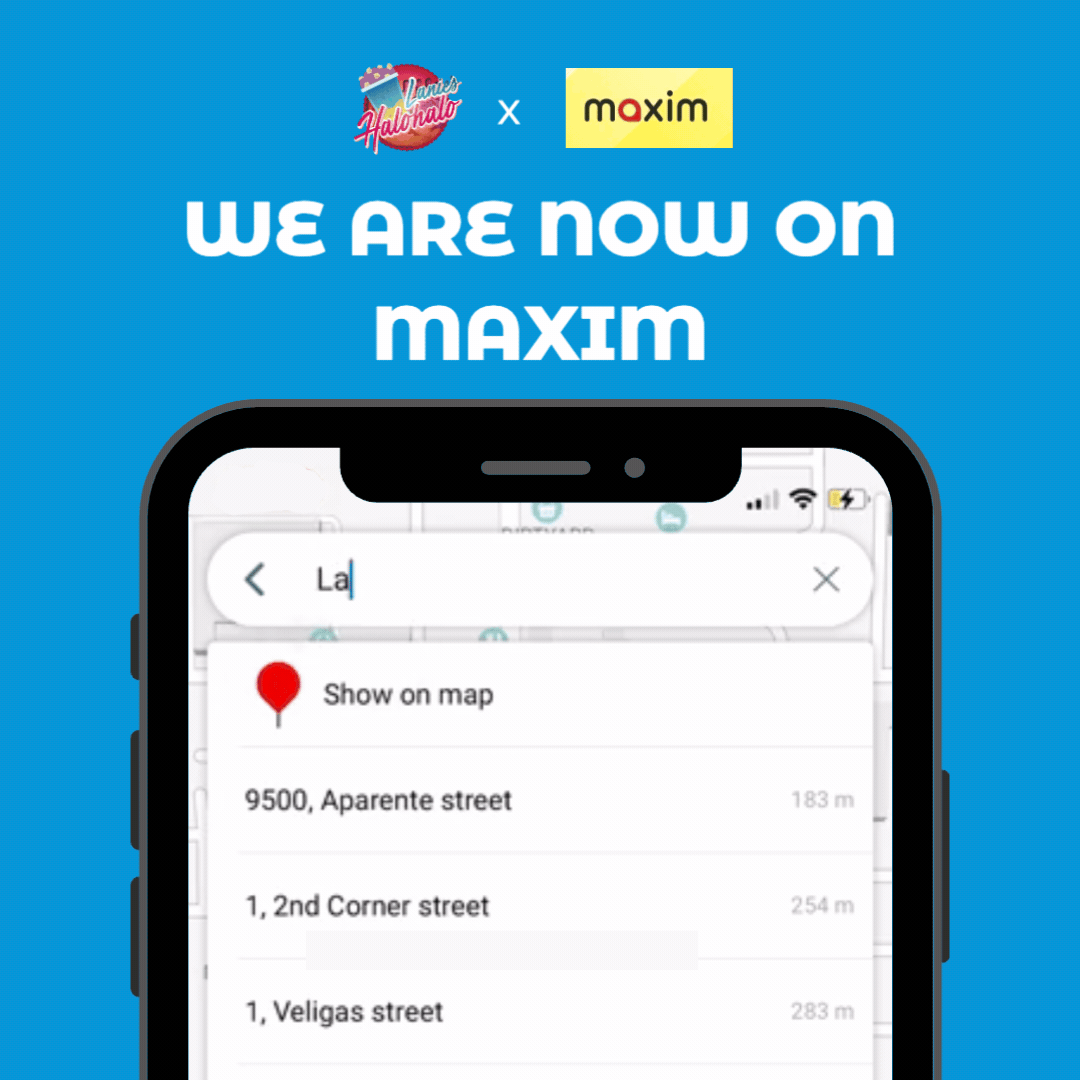 Lanie's
Halohalo
x
maxim
WE ARE NOW ON
MAXIM
La
Show on map
9500, Aparente street
183 m
1, 2nd Corner street
254 m
1, Veligas street
283 m